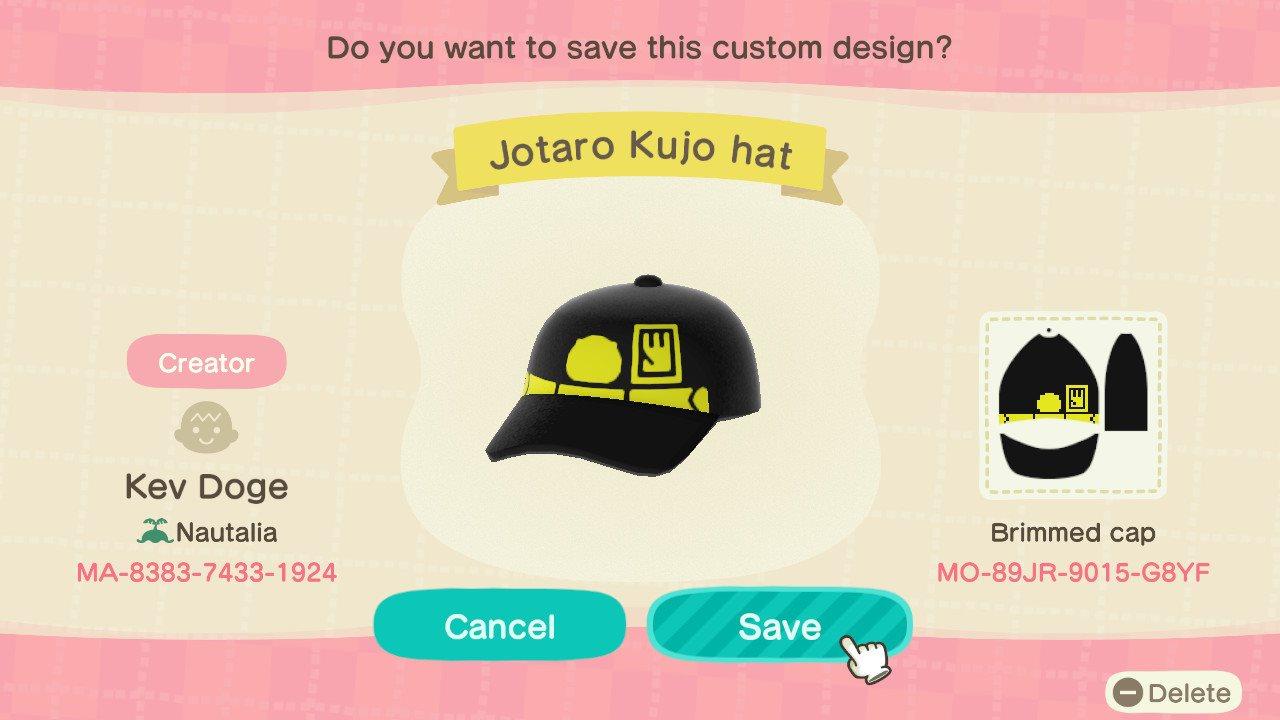 Do you want to save this custom design?
Jotaro Kujo hat
Creator
Kev Doge
Nautalia
MA-8383-7433-1924
Brimmed cap
MO-89JR-9015-G8YF
Cancel
Save
Delete